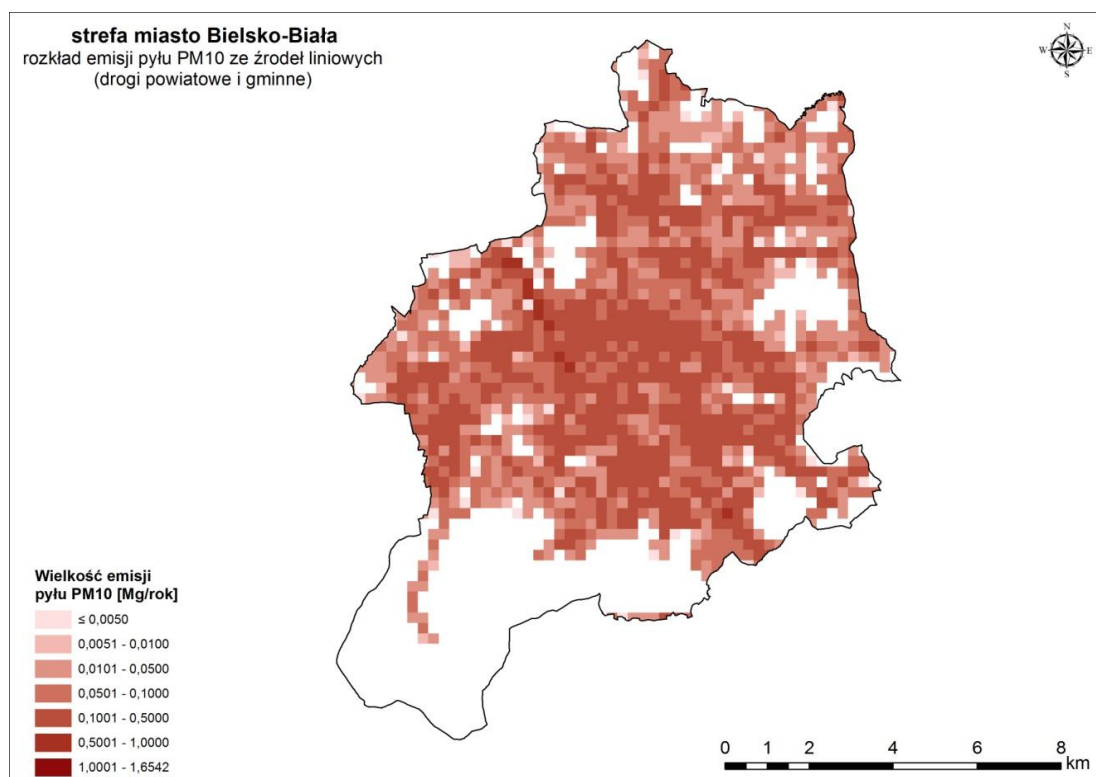 strefa miasto Bielsko-Biała
rozkład emisji pyłu PM10 ze źrodeł liniowych
(drogi powiatowe i gminne)
N
W E
S
Wielkość emisji
pyłu PM10 [Mg/rok]
≤ 0,0050
0,0051 - 0,0100
0,0101 - 0,0500
0,0501 - 0,1000
0,1001 - 0,5000
0,5001 - 1,0000
1,0001 - 1,6542
0 1 2 4 6 8
km